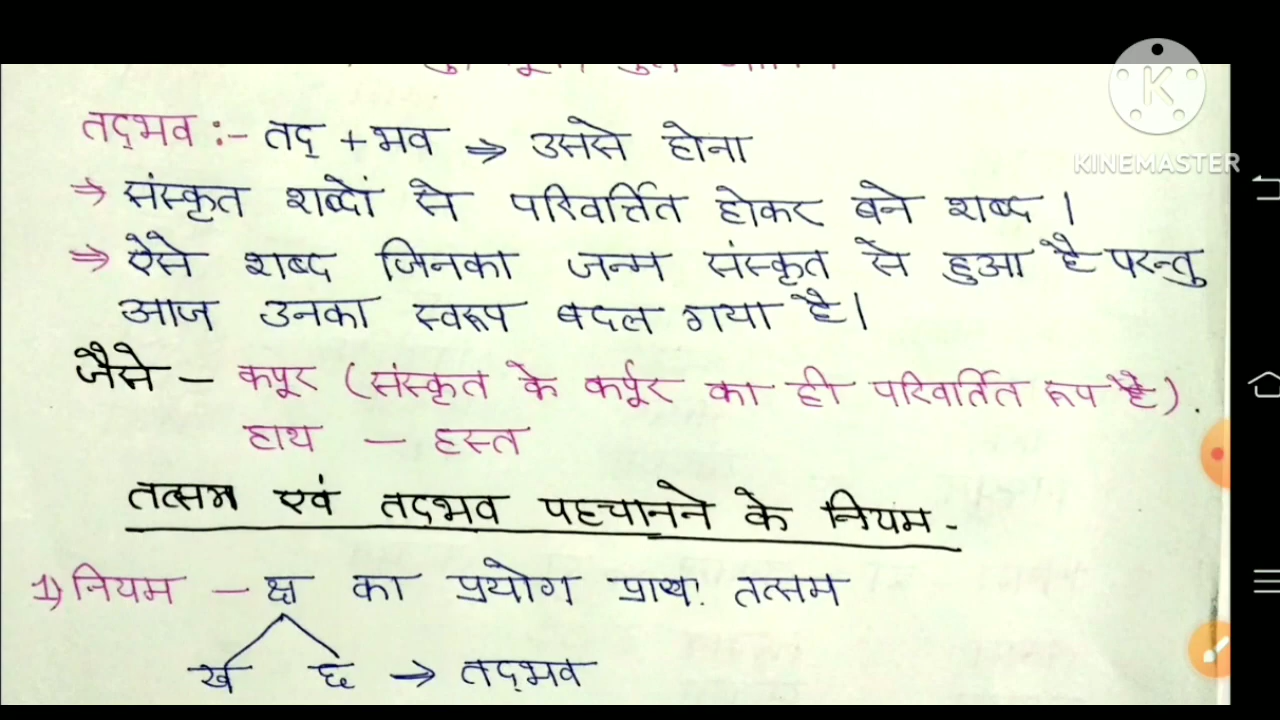 KINEMASTER
तद्भव :- तद् + भव ⇒ उससे होना
⇒ संस्कृत शब्दों से परिवर्त्तित होकर बने शब्द ।
⇒ ऐसे शब्द जिनका जन्म संस्कृत से हुआ है परन्तु
आज उनका स्वरूप बदल गया है।
जैसे – कपूर (संस्कृत के कर्पूर का ही परिवर्तित रूप है).
हाथ – हस्त
तत्सम एवं तद्भव पहचानने के नियम -
1) नियम – क्ष का प्रयोग प्रायः तत्सम
ख छ → तद्भव